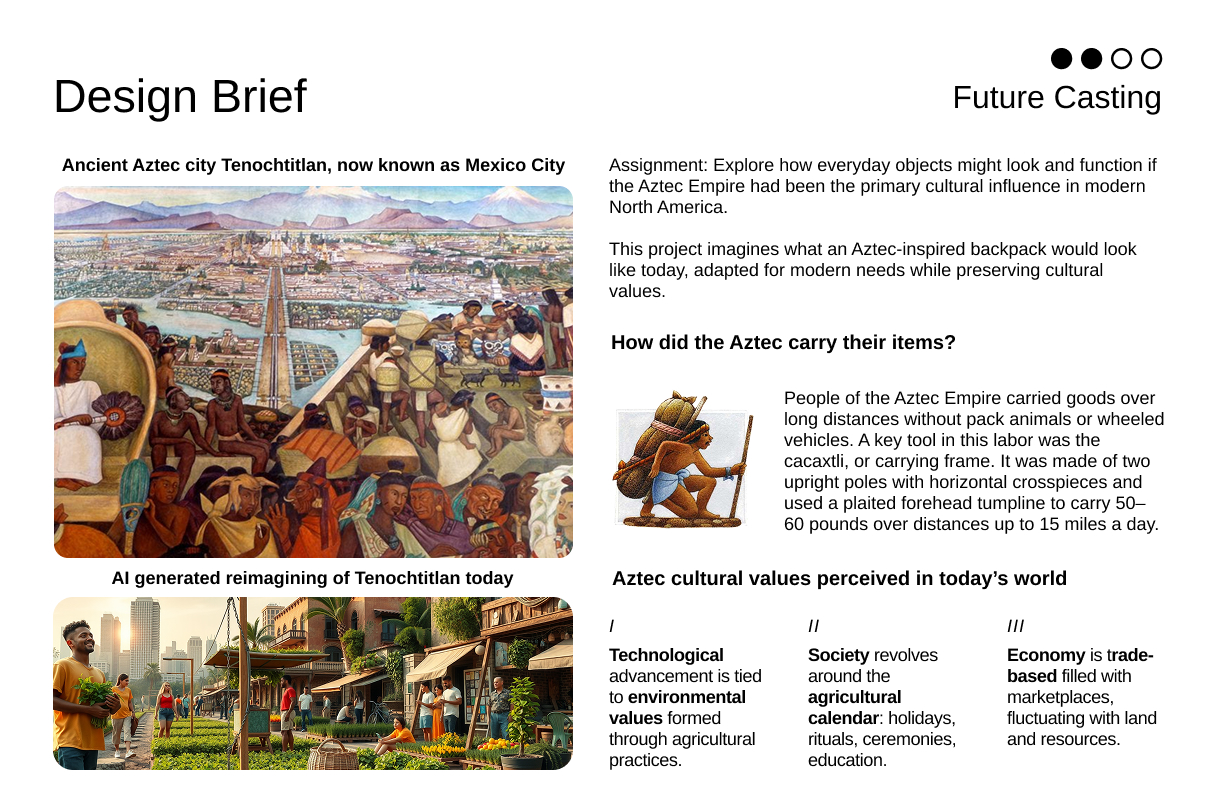 Design Brief
Future Casting
Ancient Aztec city Tenochtitlan, now known as Mexico City
AI generated reimagining of Tenochtitlan today
Assignment: Explore how everyday objects might look and function if
the Aztec Empire had been the primary cultural influence in modern
North America.
This project imagines what an Aztec-inspired backpack would look
like today, adapted for modern needs while preserving cultural
values.
How did the Aztec carry their items?
People of the Aztec Empire carried goods over
long distances without pack animals or wheeled
vehicles. A key tool in this labor was the
cacaxtli, or carrying frame. It was made of two
upright poles with horizontal crosspieces and
used a plaited forehead tumpline to carry 50–
60 pounds over distances up to 15 miles a day.
Aztec cultural values perceived in today’s world
I
Technological
advancement is tied
to environmental
values formed
through agricultural
practices.
II
Society revolves
around the
agricultural
calendar: holidays,
rituals, ceremonies,
education.
III
Economy is trade-
based filled with
marketplaces,
fluctuating with land
and resources.